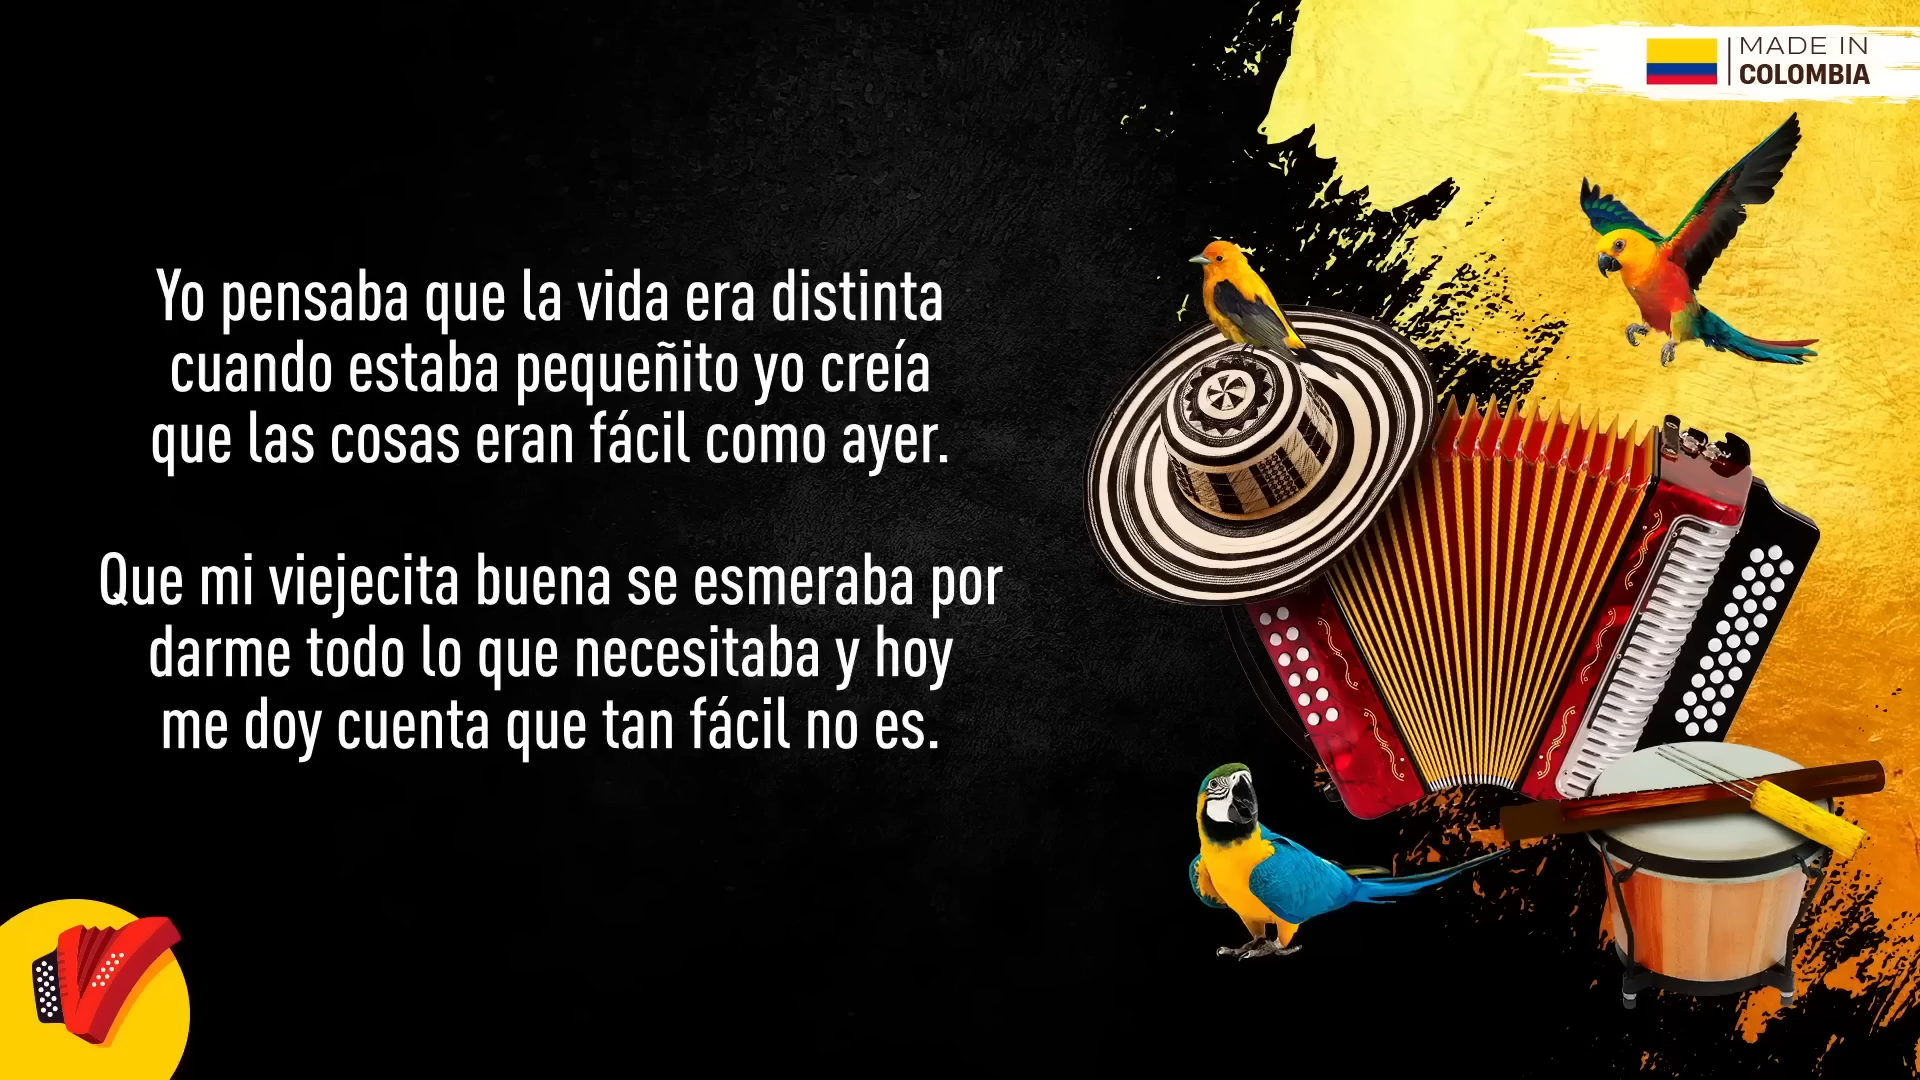 MADE IN
COLOMBIA
Yo pensaba que la vida era distinta
cuando estaba pequeñito yo creía
que las cosas eran fácil como ayer.
Que mi viejecita buena se esmeraba por
darme todo lo que necesitaba y hoy
me doy cuenta que tan fácil no es.